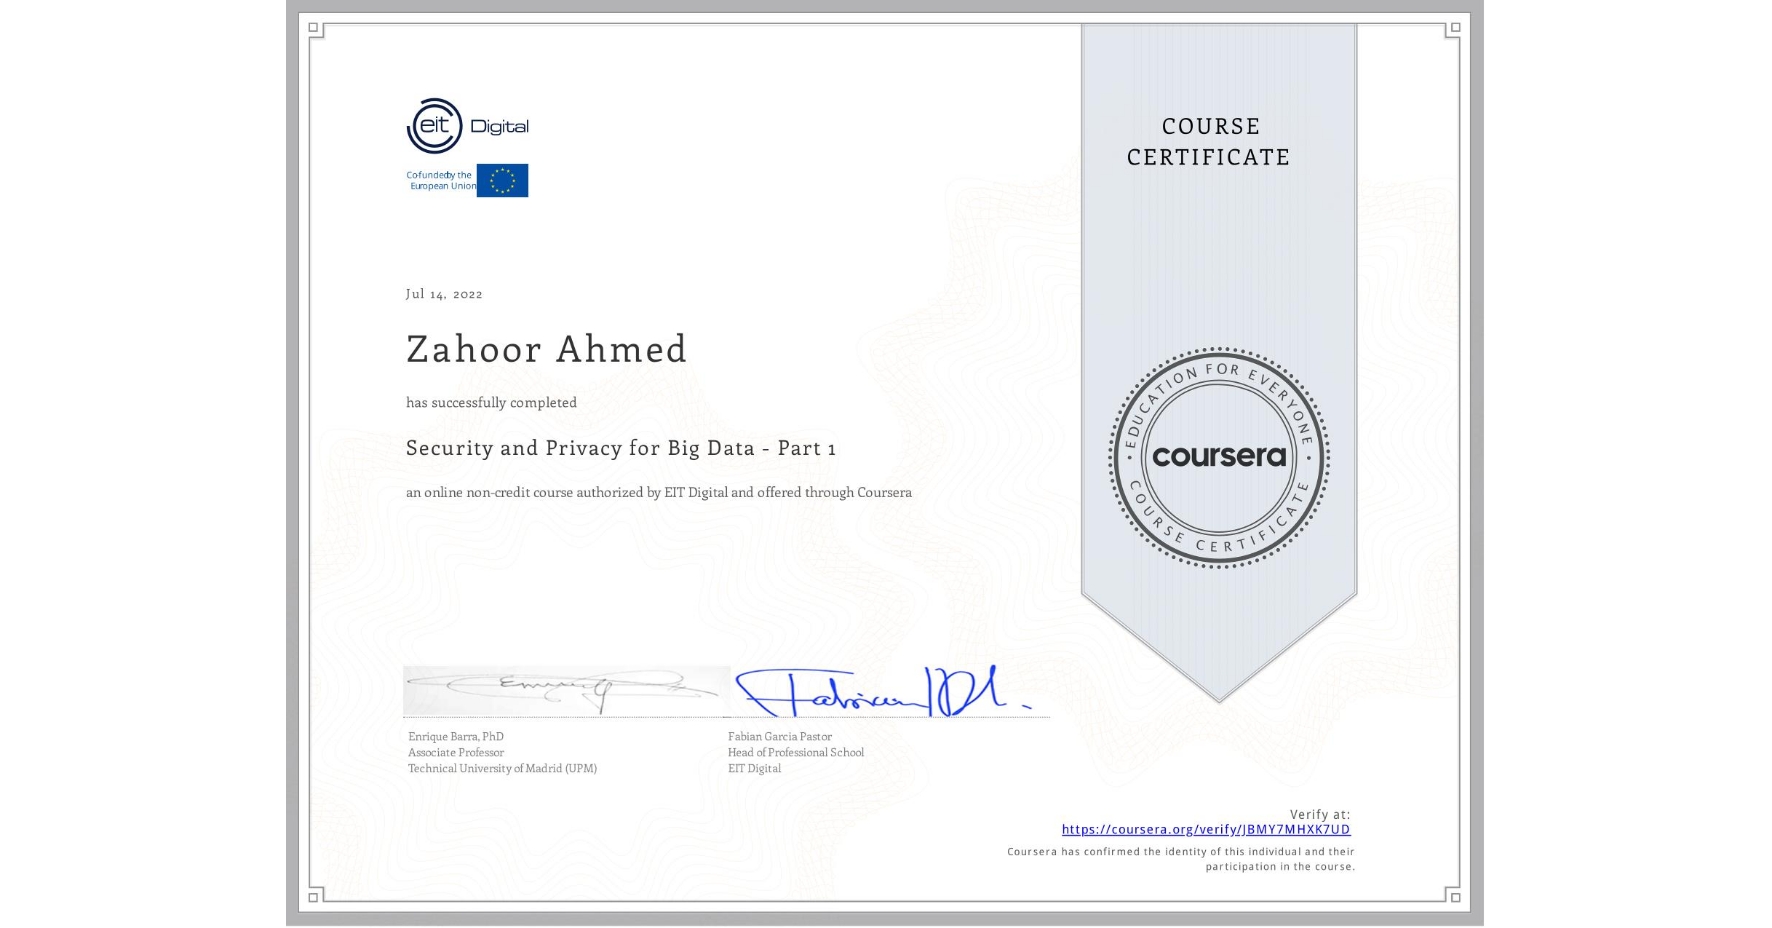 eit Digital
Cofundedby the
European Union
COURSE
CERTIFICATE
Jul 14, 2022
Zahoor Ahmed
has successfully completed
Security and Privacy for Big Data - Part 1
an online non-credit course authorized by EIT Digital and offered through Coursera
EDUCATION FOR EVERYONE
coursera
COURSE CERTIFICATE
Enrique Barra, PhD
Associate Professor
Technical University of Madrid (UPM)
Fabian Garcia Pastor
Head of Professional School
EIT Digital
Verify at:
https://coursera.org/verify/JBMY7MHXK7UD
Coursera has confirmed the identity of this individual and their
participation in the course.